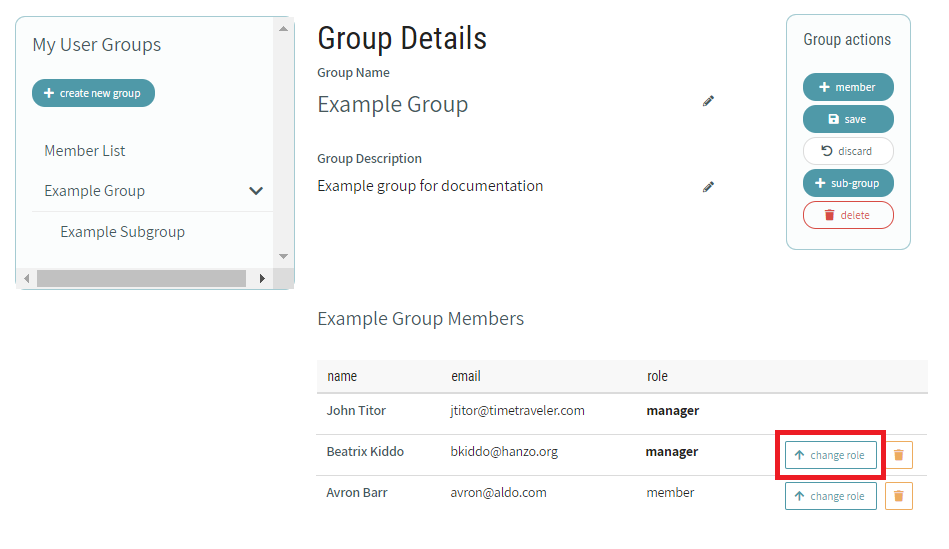 My User Groups
create new group
Member List
Example Group
Example Subgroup
Group Details
Group Name
Example Group
Group Description
Example group for documentation
Group actions
member
save
discard
sub-group
delete
Example Group Members
name email role
John Titor jtitor@timetraveler.com manager
Beatrix Kiddo bkiddo@hanzo.org manager change role
Avron Barr avron@aldo.com member change role